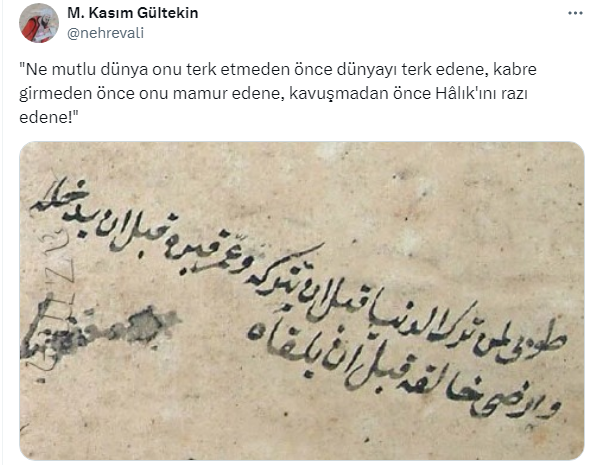 M. Kasım Gültekin
@nehrevali
"Ne mutlu dünya onu terk etmeden önce dünyayı terk edene, kabre
girmeden önce onu mamur edene, kavuşmadan önce Hâlık'ını razı
edene!"
طوبى لمن ترك الدنيا قبل ان تتركه وعمر قبره قبل ان يدخله
وارضى خالقه قبل ان يلقاه